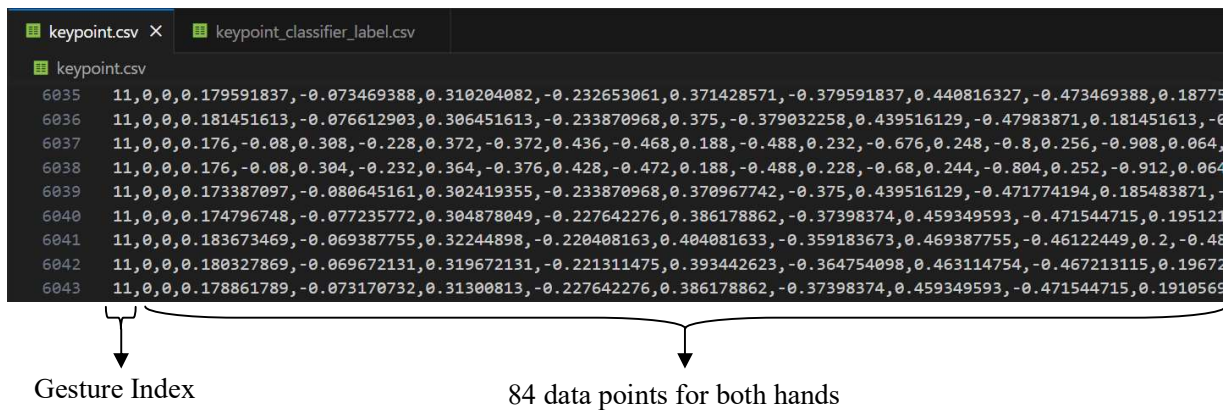 keypoint.csv × keypoint_classifier_label.csv
keypoint.csv
6035 11,0,0,0.179591837,-0.073469388,0.310204082,-0.232653061,0.371428571,-0.379591837,0.440816327,-0.473469388,0.18775
6036 11,0,0,0.181451613,-0.076612903,0.306451613,-0.233870968,0.375,-0.379032258,0.439516129,-0.47983871,0.181451613,-0
6037 11,0,0,0.176,-0.08,0.308,-0.228,0.372,-0.372,0.436,-0.468,0.188,-0.488,0.232,-0.676,0.248,-0.8,0.256,-0.908,0.064,
6038 11,0,0,0.176,-0.08,0.304,-0.232,0.364,-0.376,0.428,-0.472,0.188,-0.488,0.228,-0.68,0.244,-0.804,0.252,-0.912,0.064
6039 11,0,0,0.173387097,-0.080645161,0.302419355,-0.233870968,0.370967742,-0.375,0.439516129,-0.471774194,0.185483871,-
6040 11,0,0,0.174796748,-0.077235772,0.304878049,-0.227642276,0.386178862,-0.37398374,0.459349593,-0.471544715,0.195121
6041 11,0,0,0.183673469,-0.069387755,0.32244898,-0.220408163,0.404081633,-0.359183673,0.469387755,-0.46122449,0.2,-0.48
6042 11,0,0,0.180327869,-0.069672131,0.319672131,-0.221311475,0.393442623,-0.364754098,0.463114754,-0.467213115,0.19672
6043 11,0,0,0.178861789,-0.073170732,0.31300813,-0.227642276,0.386178862,-0.37398374,0.459349593,-0.471544715,0.1910569
Gesture Index
84 data points for both hands